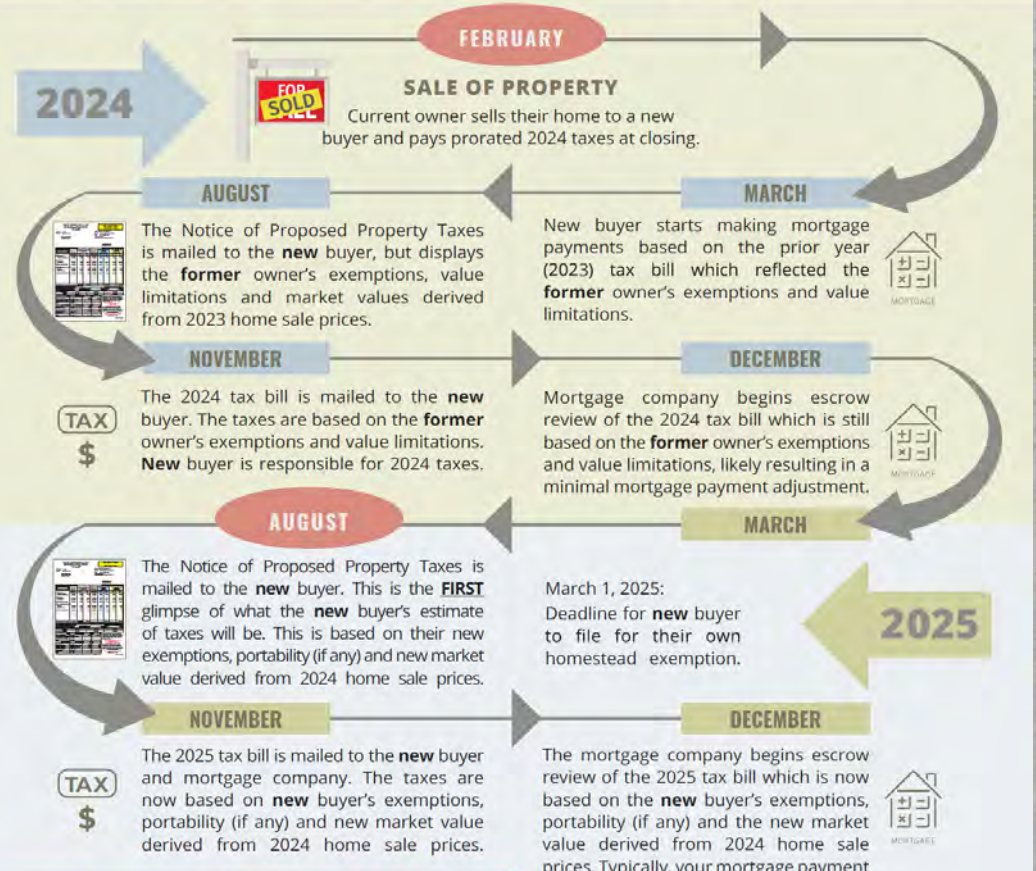 FEBRUARY
2024
FOR
SOLD
SALE OF PROPERTY
Current owner sells their home to a new
buyer and pays prorated 2024 taxes at closing.
MARCH
New buyer starts making mortgage
payments based on the prior year
(2023) tax bill which reflected the
former owner's exemptions and value
limitations.
MORTGAGE
AUGUST
The Notice of Proposed Property Taxes
is mailed to the new buyer, but displays
the former owner's exemptions, value
limitations and market values derived
from 2023 home sale prices.
NOVEMBER
TAX
$
The 2024 tax bill is mailed to the new
buyer. The taxes are based on the former
owner's exemptions and value limitations.
New buyer is responsible for 2024 taxes.
DECEMBER
Mortgage company begins escrow
review of the 2024 tax bill which is still
based on the former owner's exemptions
and value limitations, likely resulting in a
minimal mortgage payment adjustment.
MORTGAGE
MARCH
2025
March 1, 2025:
Deadline for new buyer
to file for their own
homestead exemption.
AUGUST
The Notice of Proposed Property Taxes is
mailed to the new buyer. This is the FIRST
glimpse of what the new buyer's estimate
of taxes will be. This is based on their new
exemptions, portability (if any) and new market
value derived from 2024 home sale prices.
NOVEMBER
TAX
$
The 2025 tax bill is mailed to the new buyer
and mortgage company. The taxes are
now based on new buyer's exemptions,
portability (if any) and new market value
derived from 2024 home sale prices.
DECEMBER
The mortgage company begins escrow
review of the 2025 tax bill which is now
based on the new buyer's exemptions,
portability (if any) and the new market
value derived from 2024 home sale
prices. Typically, your mortgage payment
MORTGAGE